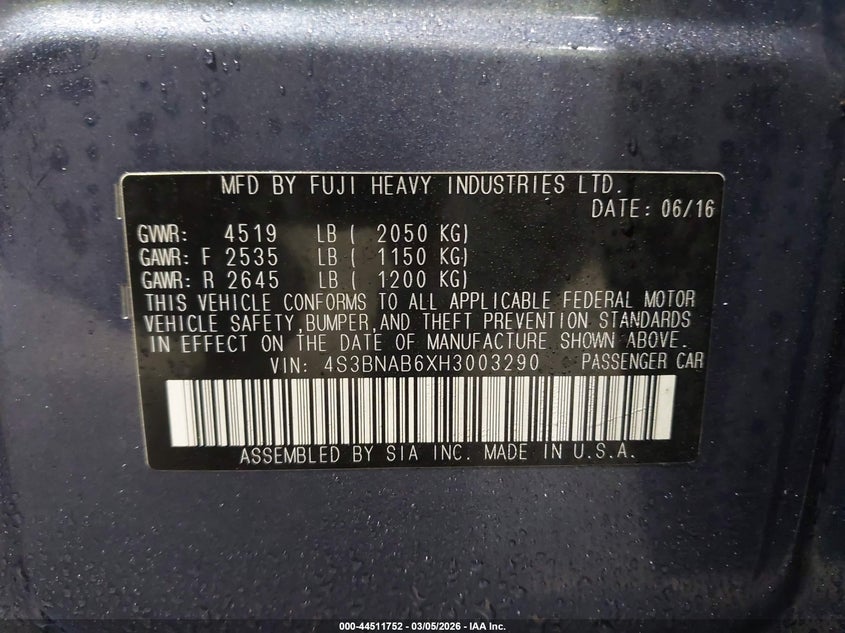 MFD BY FUJI HEAVY INDUSTRIES LTD.
DATE: 06/16
GVWR: 4519 LB ( 2050 KG)
GAWR: F 2535 LB ( 1150 KG)
GAWR: R 2645 LB ( 1200 KG)
THIS VEHICLE CONFORMS TO ALL APPLICABLE FEDERAL MOTOR
VEHICLE SAFETY,BUMPER,AND THEFT PREVENTION STANDARDS
IN EFFECT ON THE DATE OF MANUFACTURE SHOWN ABOVE.
VIN: 4S3BNAB6XH3003290 PASSENGER CAR
ASSEMBLED BY SIA INC. MADE IN U.S.A.
000-44511752 — 03/05/2026 - IAA Inc.